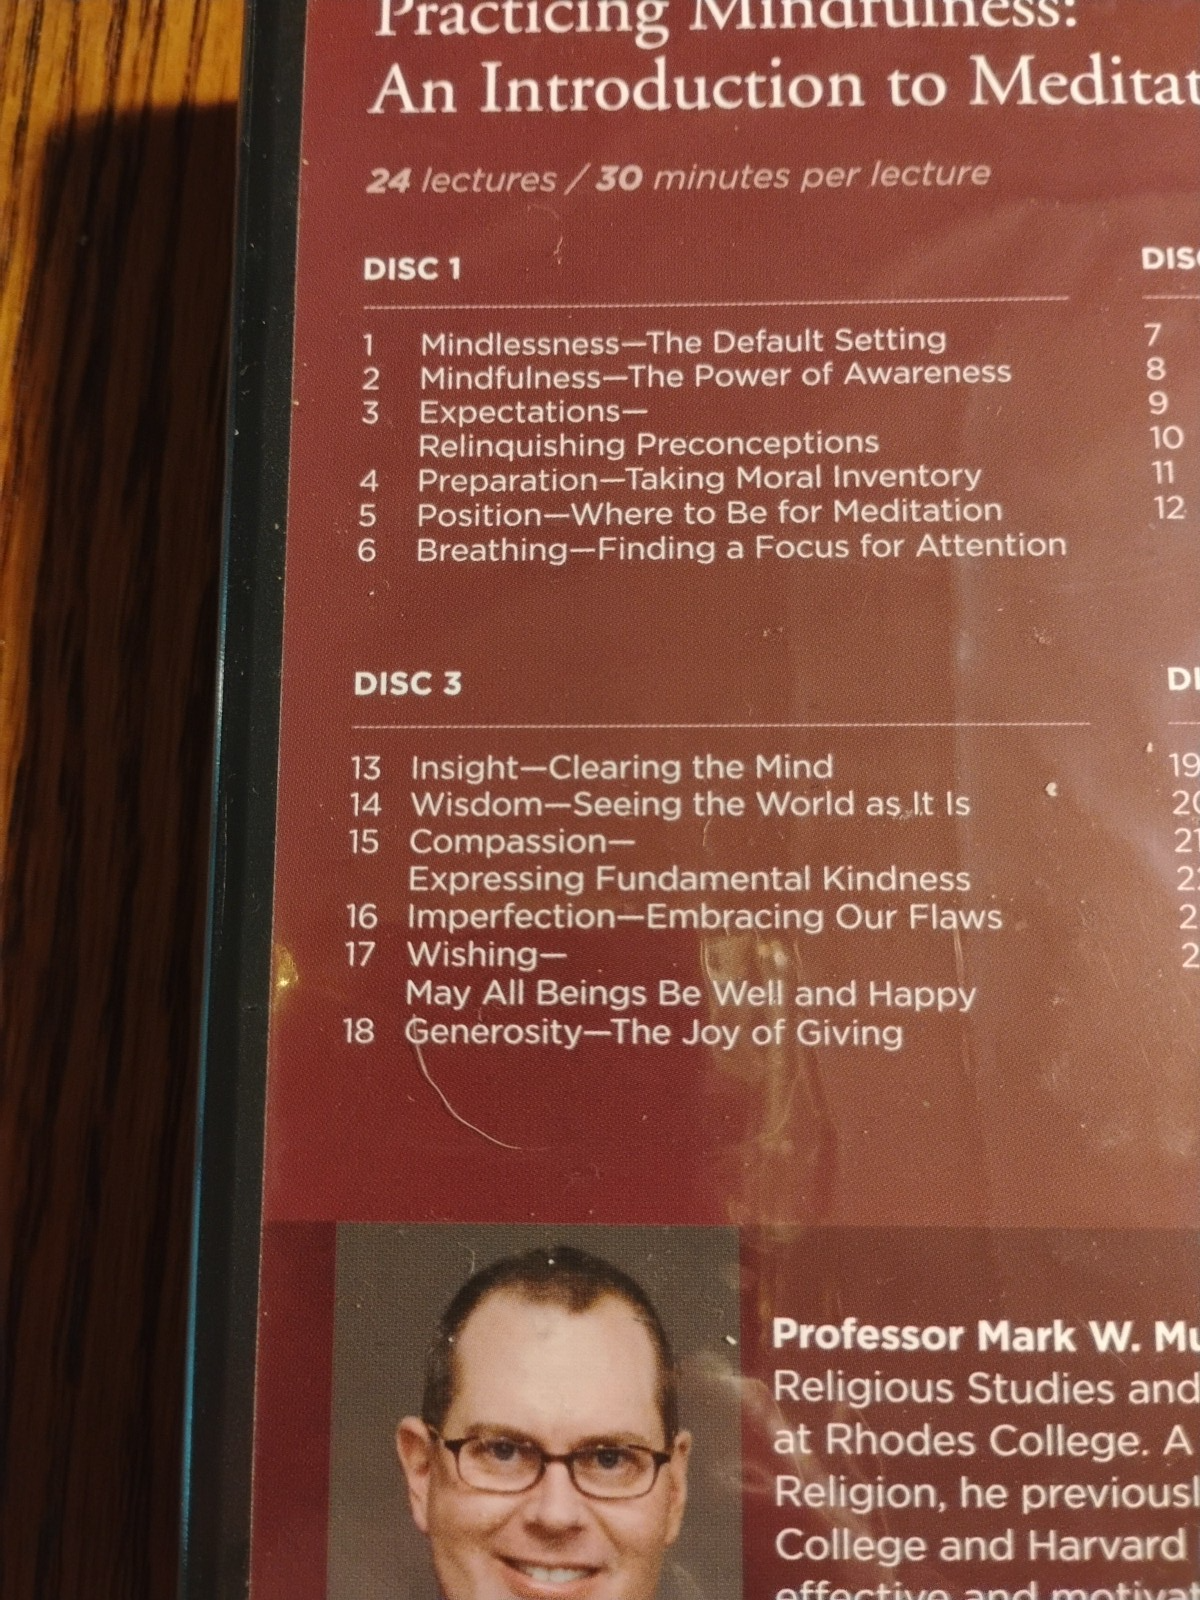 Practicing Mindfulness:
An Introduction to
24 lectures / 30 minutes per lecture
DISC 1
1 Mindlessness—The Default Setting
2 Mindfulness—The Power of Awareness
3 Expectations—
Relinquishing Preconceptions
4 Preparation—Taking Moral Inventory
5 Position—Where to Be for Meditation
6 Breathing—Finding a Focus for Attention
7
8
9
10
11
12
DISC 3
13 Insight—Clearing the Mind
14 Wisdom—Seeing the World as It Is
15 Compassion—
Expressing Fundamental Kindness
16 Imperfection—Embracing Our Flaws
17 Wishing—
May All Beings Be Well and Happy
18 Generosity—The Joy of Giving
19
Professor Mark W.
Religious Studies and
at Rhodes College. A
Religion, he
College and Harvard
effective and